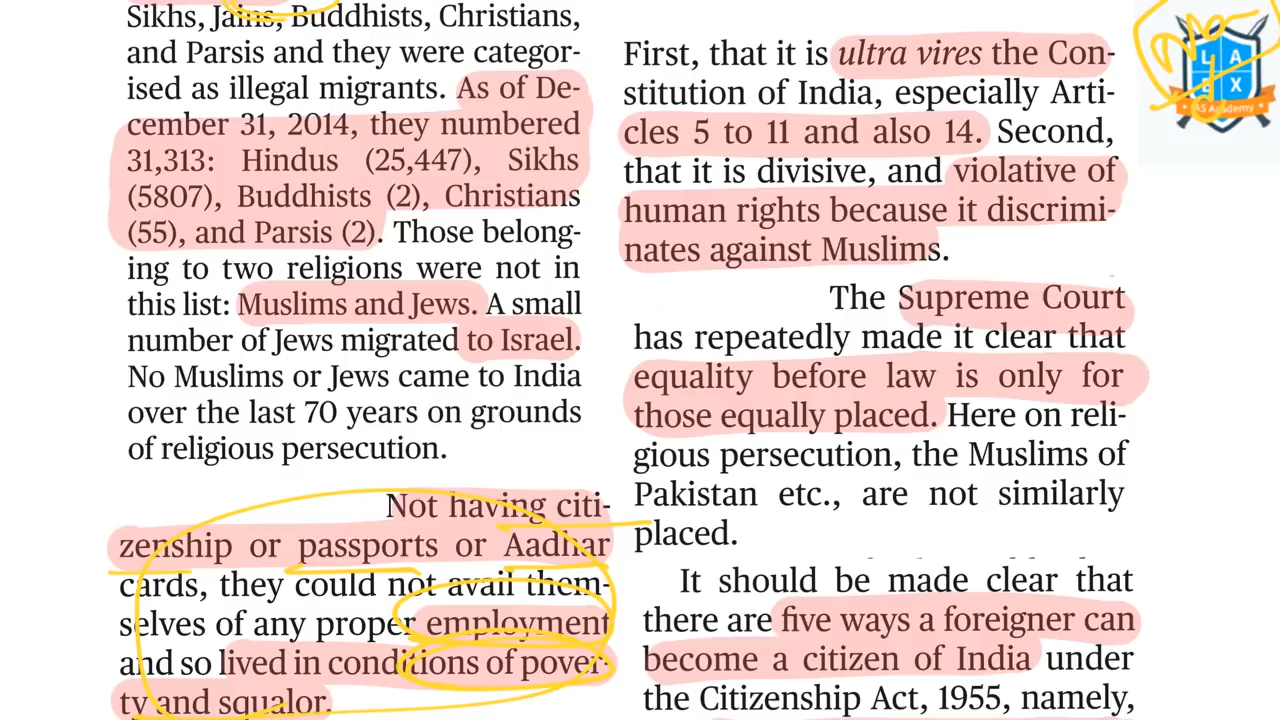 Sikhs, Jains, Buddhists, Christians,
and Parsis and they were categor-
ised as illegal migrants. As of De-
cember 31, 2014, they numbered
31,313: Hindus (25,447), Sikhs
(5807), Buddhists (2), Christians
(55), and Parsis (2). Those belong-
ing to two religions were not in
this list: Muslims and Jews. A small
number of Jews migrated to Israel.
No Muslims or Jews came to India
over the last 70 years on grounds
of religious persecution.
Not having citi-
zenship or passports or Aadhar
cards, they could not avail them-
selves of any proper employment
and so lived in conditions of pover-
ty and squalor.
First, that it is ultra vires the Con-
stitution of India, especially Arti-
cles 5 to 11 and also 14. Second,
that it is divisive, and violative of
human rights because it discrimi-
nates against Muslims.
The Supreme Court
has repeatedly made it clear that
equality before law is only for
those equally placed. Here on reli-
gious persecution, the Muslims of
Pakistan etc., are not similarly
placed.
It should be made clear that
there are five ways a foreigner can
become a citizen of India under
the Citizenship Act, 1955, namely,
L A
X
AS Academy